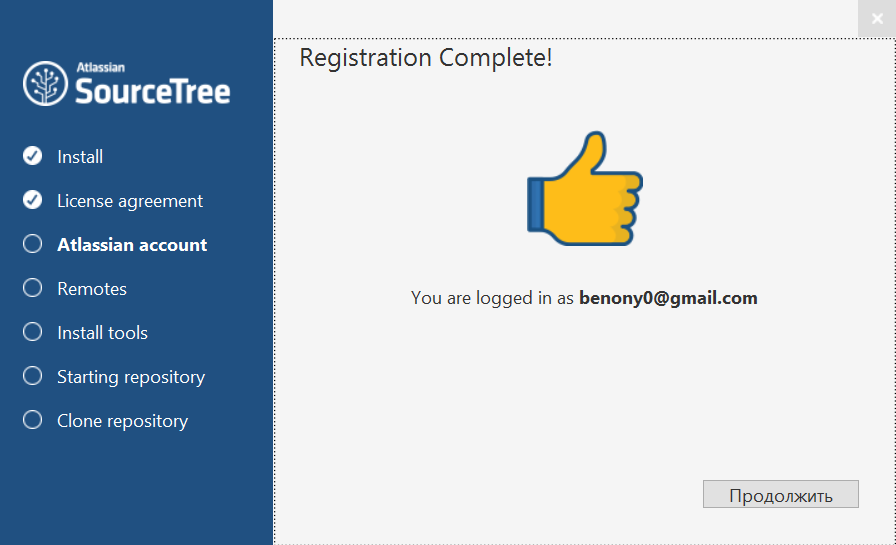 Atlassian
SourceTree
Install
License agreement
Atlassian account
Remotes
Install tools
Starting repository
Clone repository
Registration Complete!
You are logged in as benony0@gmail.com
Продолжить